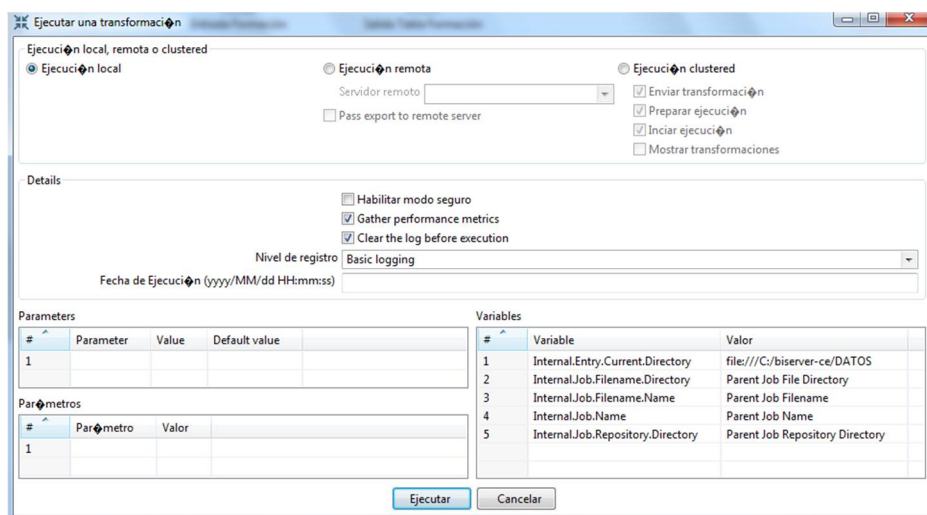 Ejecutar una transformaci�n
Ejecuci�n local, remota o clustered
Ejecuci�n local
Ejecuci�n remota
Servidor remoto
Pass export to remote server
Ejecuci�n clustered
Enviar transformaci�n
Preparar ejecuci�n
Inciar ejecuci�n
Mostrar transformaciones
Details
Habilitar modo seguro
Gather performance metrics
Clear the log before execution
Nivel de registro Basic logging
Fecha de Ejecuci�n (yyyy/MM/dd HH:mm:ss)
Parameters
# Parameter Value Default value
1
Par�metros
# Par�metro Valor
1
Variables
# Variable Valor
1 Internal.Entry.Current.Directory file:///C:/biserver-ce/DATOS
2 Internal.Job.Filename.Directory Parent Job File Directory
3 Internal.Job.Filename.Name Parent Job Filename
4 Internal.Job.Name Parent Job Name
5 Internal.Job.Repository.Directory Parent Job Repository Directory
Ejecutar Cancelar